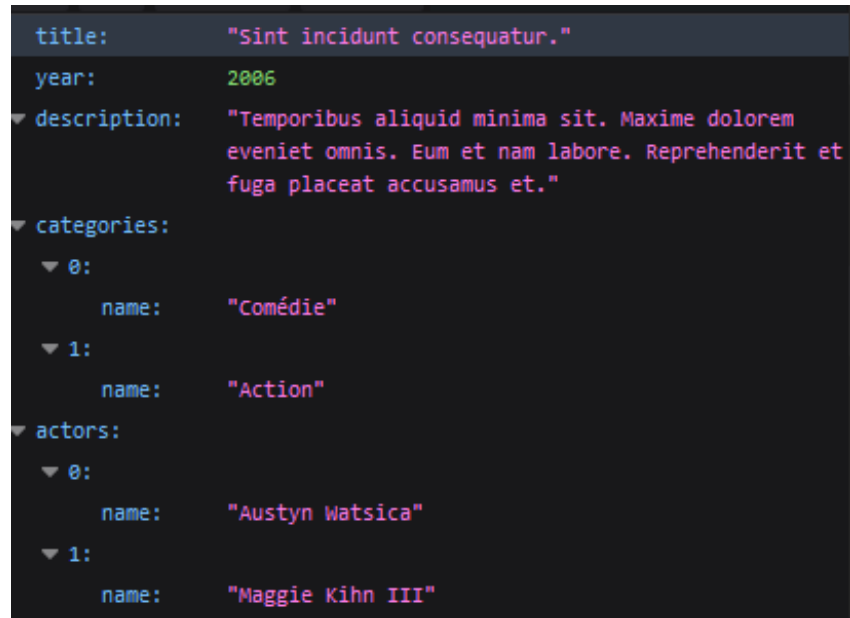 title: "Sint incidunt consequatur."
year: 2006
description: "Temporibus aliquid minima sit. Maxime dolorem
eveniet omnis. Eum et nam labore. Reprehenderit et
fuga placeat accusamus et."
categories:
0:
name: "Comédie"
1:
name: "Action"
actors:
0:
name: "Austyn Watsica"
1:
name: "Maggie Kihn III"